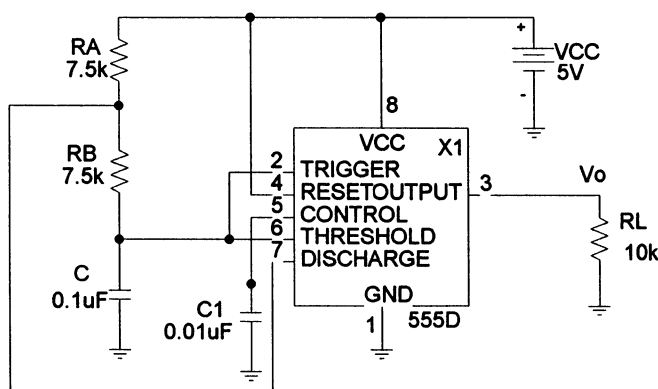 RA
7.5k
+
VCC
5V
-
8
VCC
X1
RB
7.5k
2
TRIGGER
4
RESETOUTPUT
3
Vo
5
CONTROL
6
THRESHOLD
7
DISCHARGE
RL
10k
C
0.1uF
C1
0.01uF
GND
1
555D